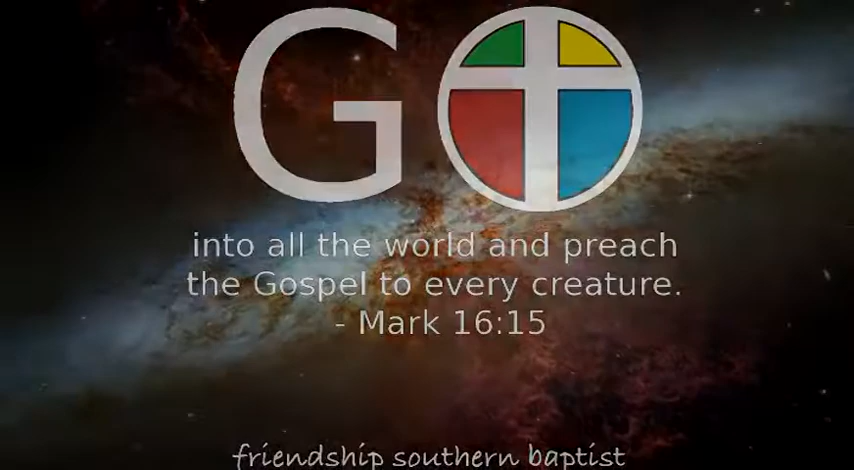 GO
into all the world and preach
the Gospel to every creature.
- Mark 16:15
friendship southern baptist